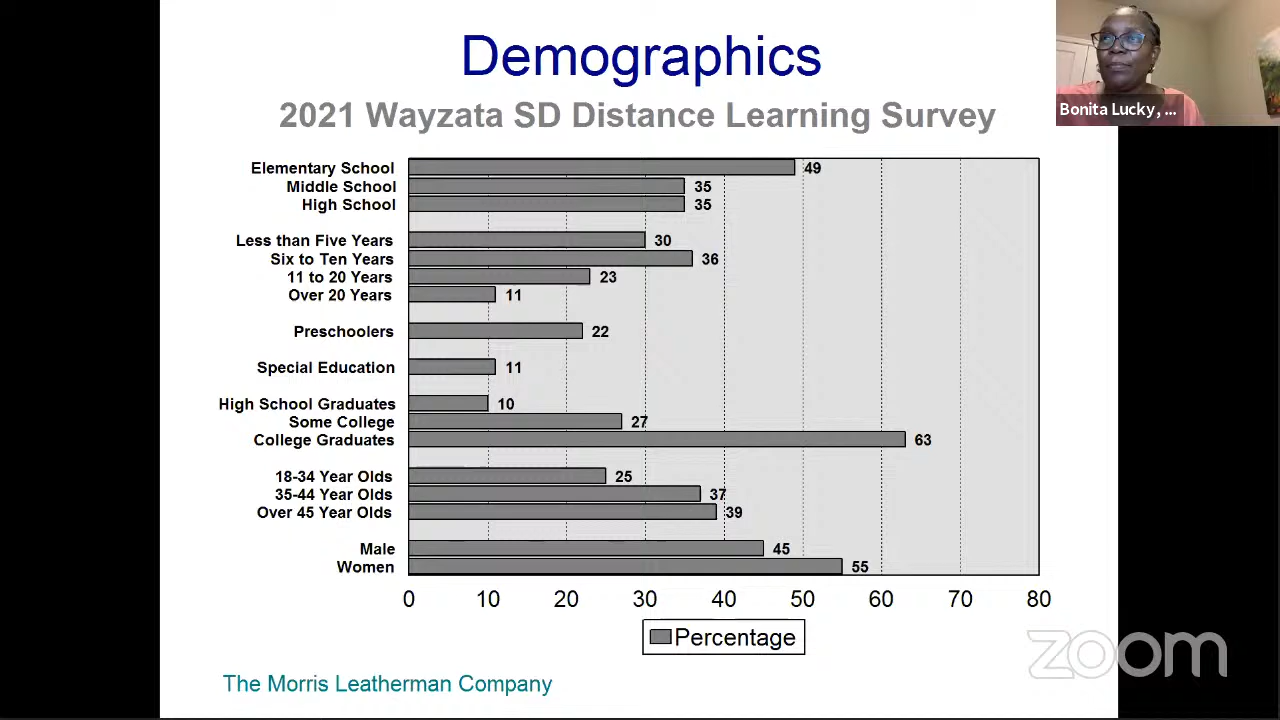 Demographics
2021 Wayzata SD Distance Learning Survey
Bonita Lucky, ...
Elementary School 49
Middle School 35
High School 35
Less than Five Years 30
Six to Ten Years 36
11 to 20 Years 23
Over 20 Years 11
Preschoolers 22
Special Education 11
High School Graduates 10
Some College 27
College Graduates 63
18-34 Year Olds 25
35-44 Year Olds 37
Over 45 Year Olds 39
Male 45
Women 55
0 10 20 30 40 50 60 70 80
Percentage
zoom
The Morris Leatherman Company